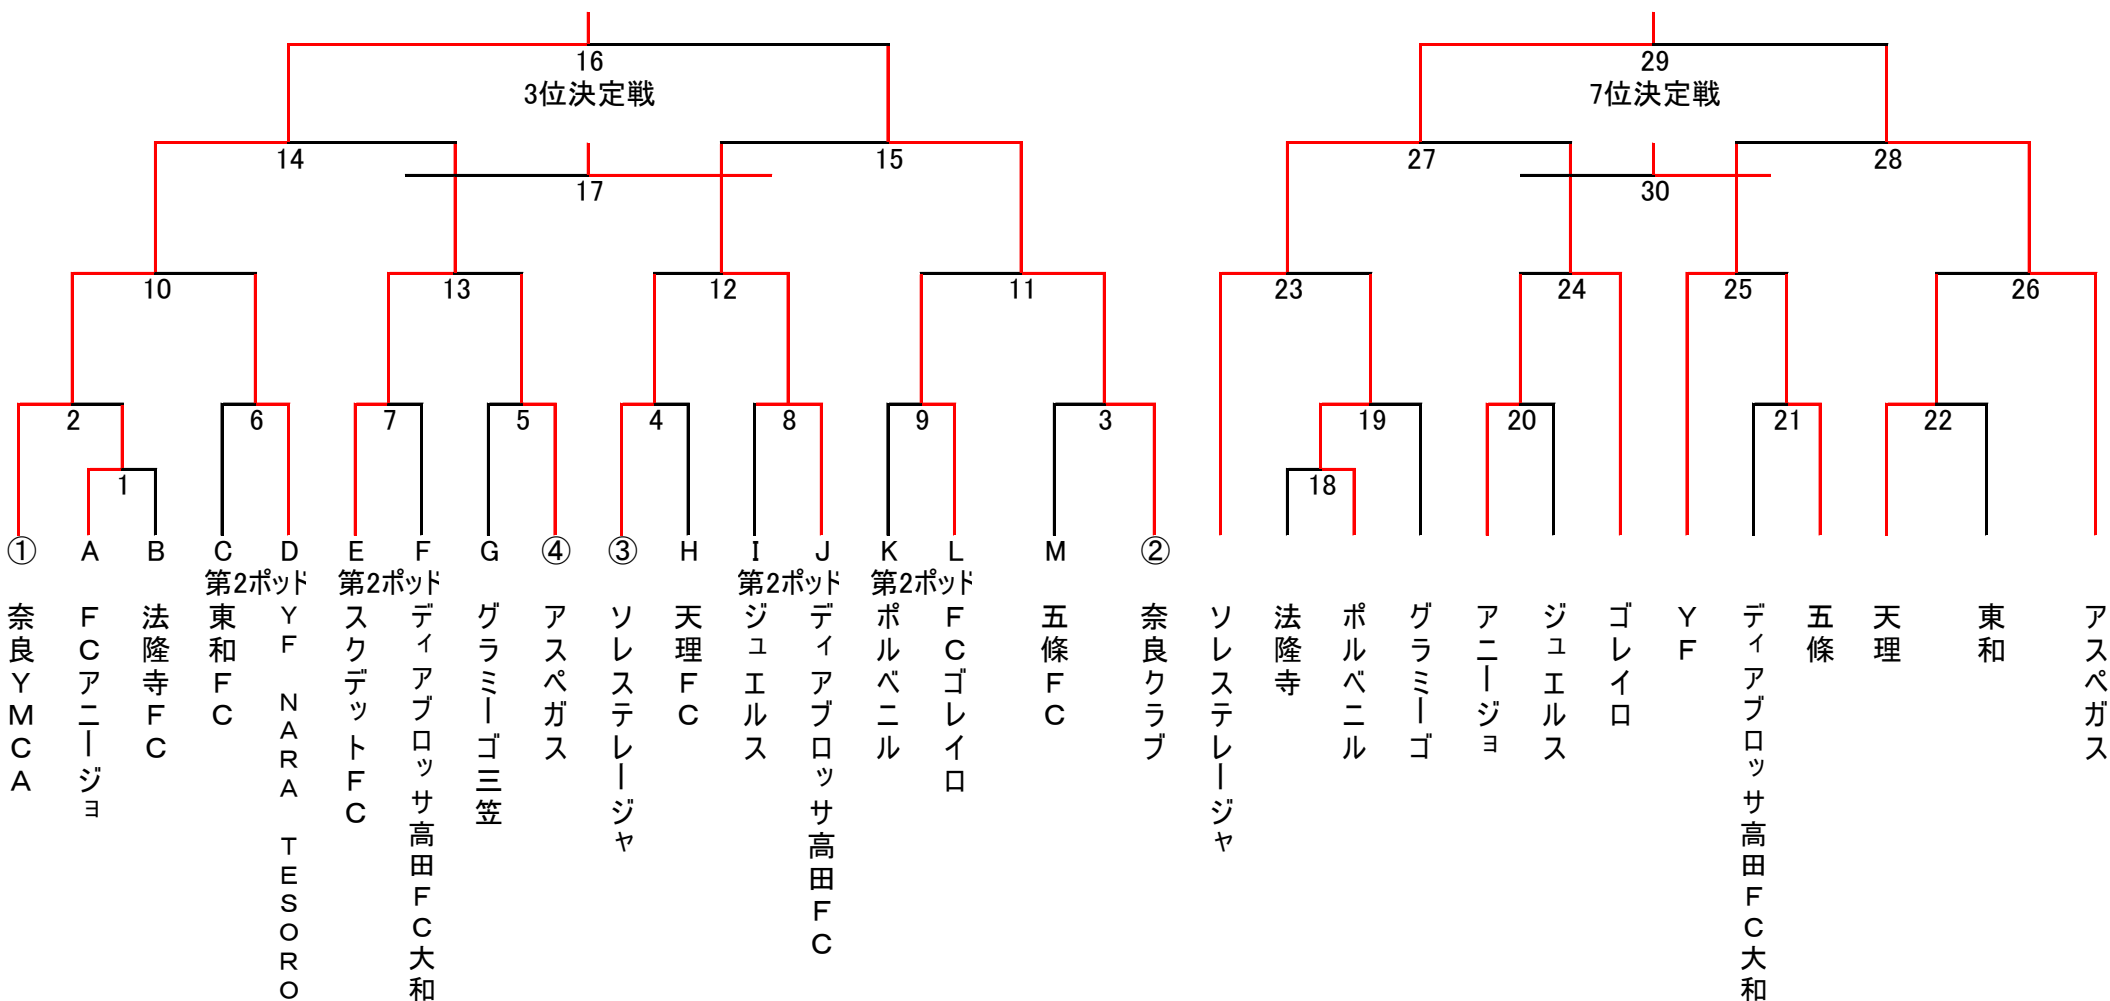 16
3位決定戦
29
7位決定戦
14
15
27
28
17
30
10
13
12
11
23
24
25
26
2
6
7
5
4
8
9
3
19
20
21
22
1
18
① A B C D E F G ④ ③ H I J K L M ②
第2ポッド 第2ポッド 第2ポッド 第2ポッド
奈良YMCA
FCアニージョ
法隆寺FC
東和FC
YF NARA TESORO
スクデットFC
ディアブロッサ高田FC大和
グラミーゴ三笠
アスペガス
ソレステレージャ
天理FC
ジュエルス
ディアブロッサ高田FC
ポルベニル
FCゴレイロ
五條FC
奈良クラブ
ソレステレージャ
法隆寺
ポルベニル
グラミーゴ
アニージョ
ジュエルス
ゴレイロ
YF
ディアブロッサ高田FC大和
五條
天理
東和
アスペガス